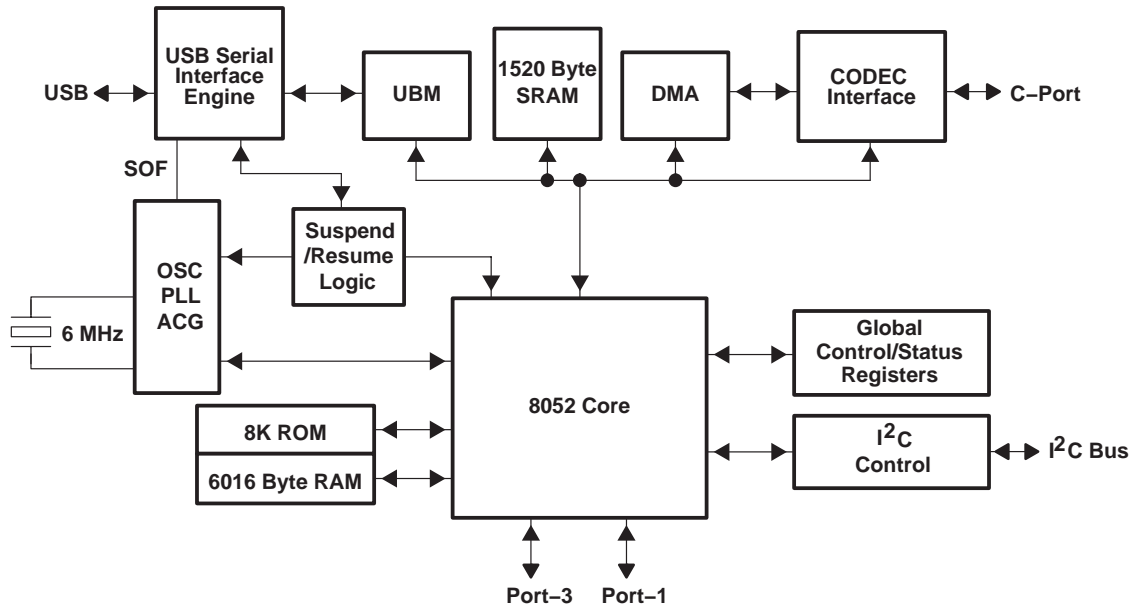 USB Serial
Interface
Engine
USB
UBM
1520 Byte
SRAM
DMA
CODEC
Interface
C–Port
SOF
Suspend
/Resume
Logic
OSC
PLL
ACG
6 MHz
8052 Core
Global
Control/Status
Registers
8K ROM
6016 Byte RAM
I2C
Control
I2C Bus
Port–3
Port–1